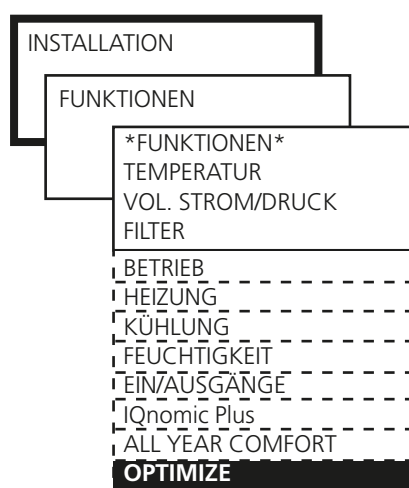 INSTALLATION
FUNKTIONEN
*FUNKTIONEN*
TEMPERATUR
VOL. STROM/DRUCK
FILTER
BETRIEB
HEIZUNG
KÜHLUNG
FEUCHTIGKEIT
EIN/AUSGÄNGE
IQnomic Plus
ALL YEAR COMFORT
OPTIMIZE